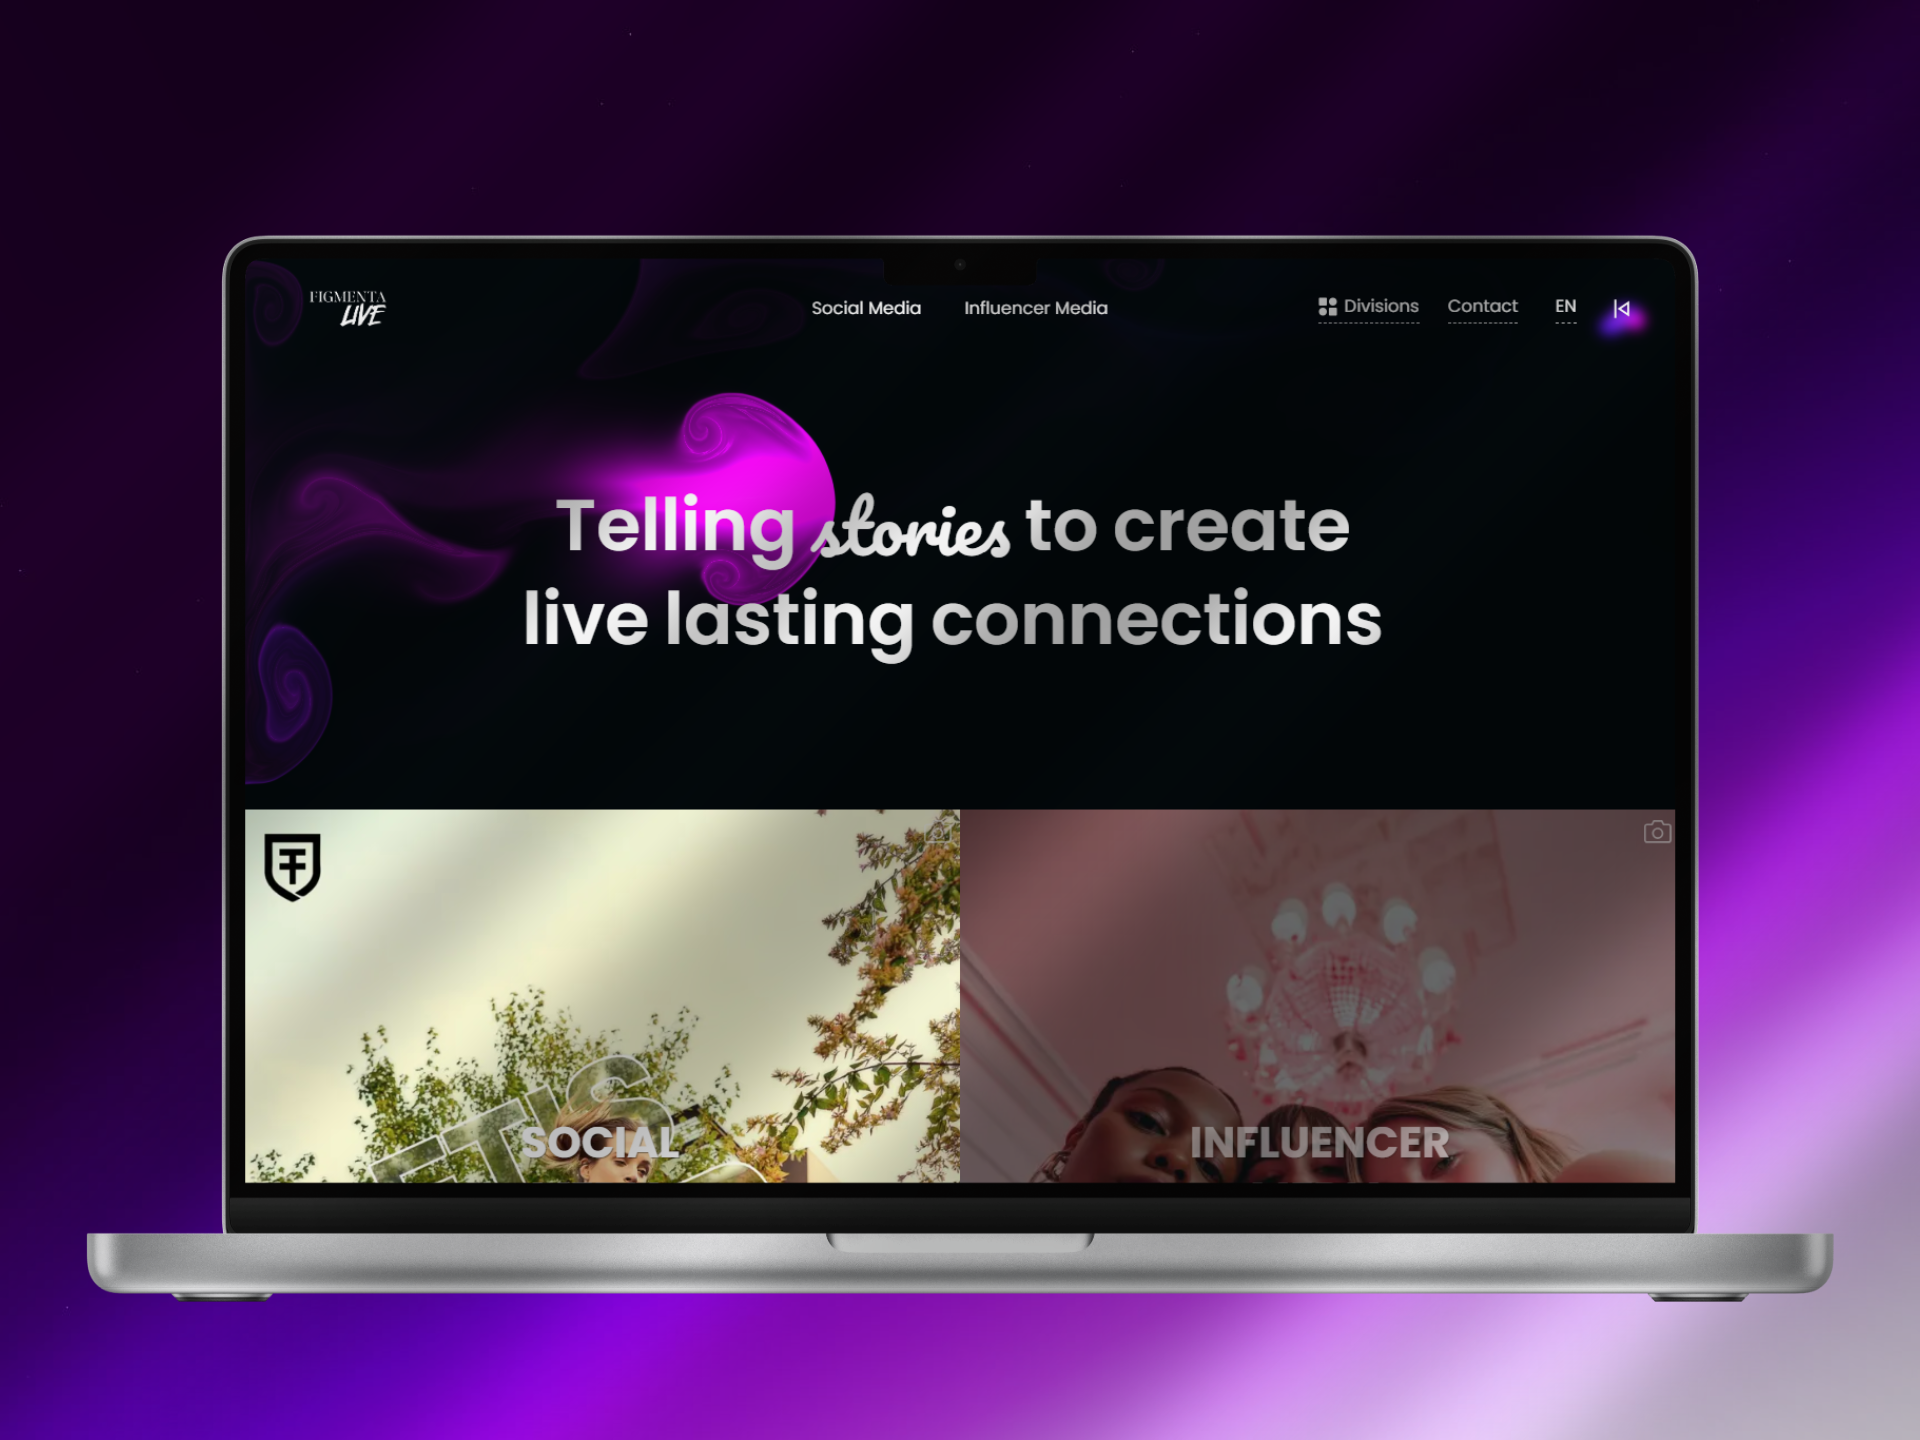 FIGMENTA
LIVE
Social Media
Influencer Media
Divisions
Contact
EN
Telling stories to create
live lasting connections
SOCIAL
INFLUENCER